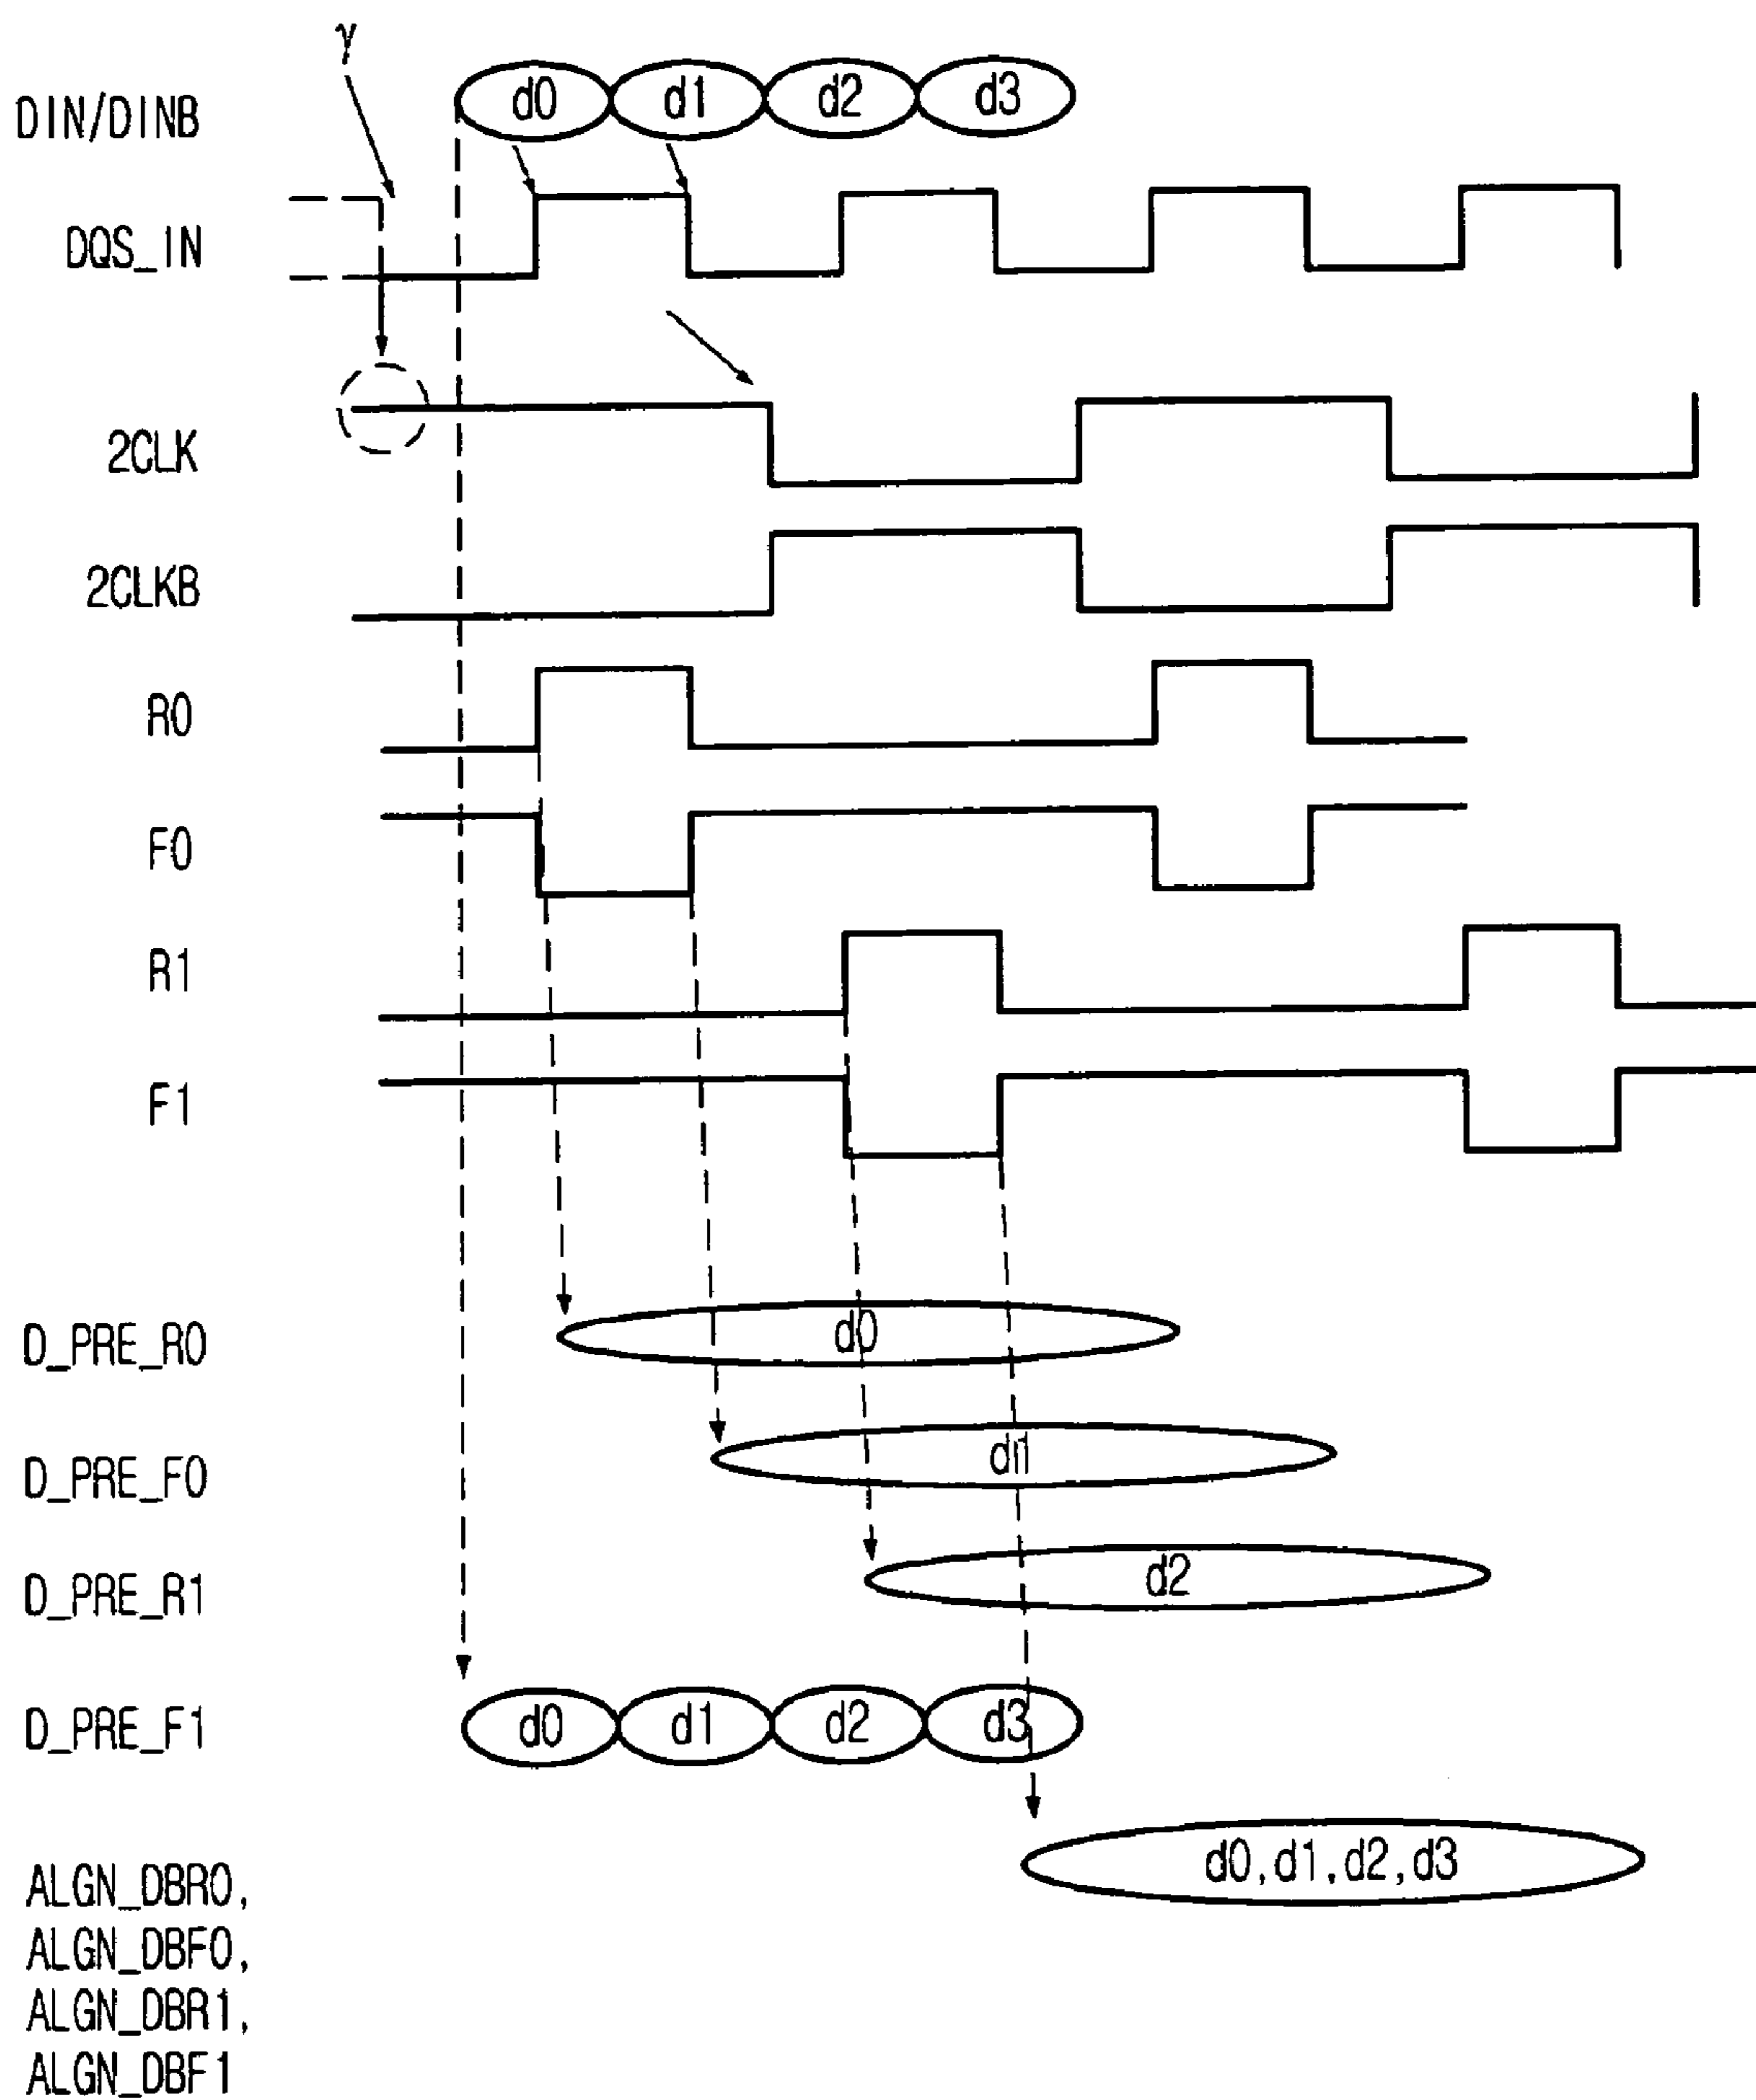 γ
DIN/DINB d0 d1 d2 d3
DQS_IN
2CLK
2CLKB
R0
F0
R1
F1
D_PRE_R0 d0
D_PRE_F0 d1
D_PRE_R1 d2
D_PRE_F1 d0 d1 d2 d3
d0,d1,d2,d3
ALGN_DBR0,
ALGN_DBF0,
ALGN_DBR1,
ALGN_DBF1